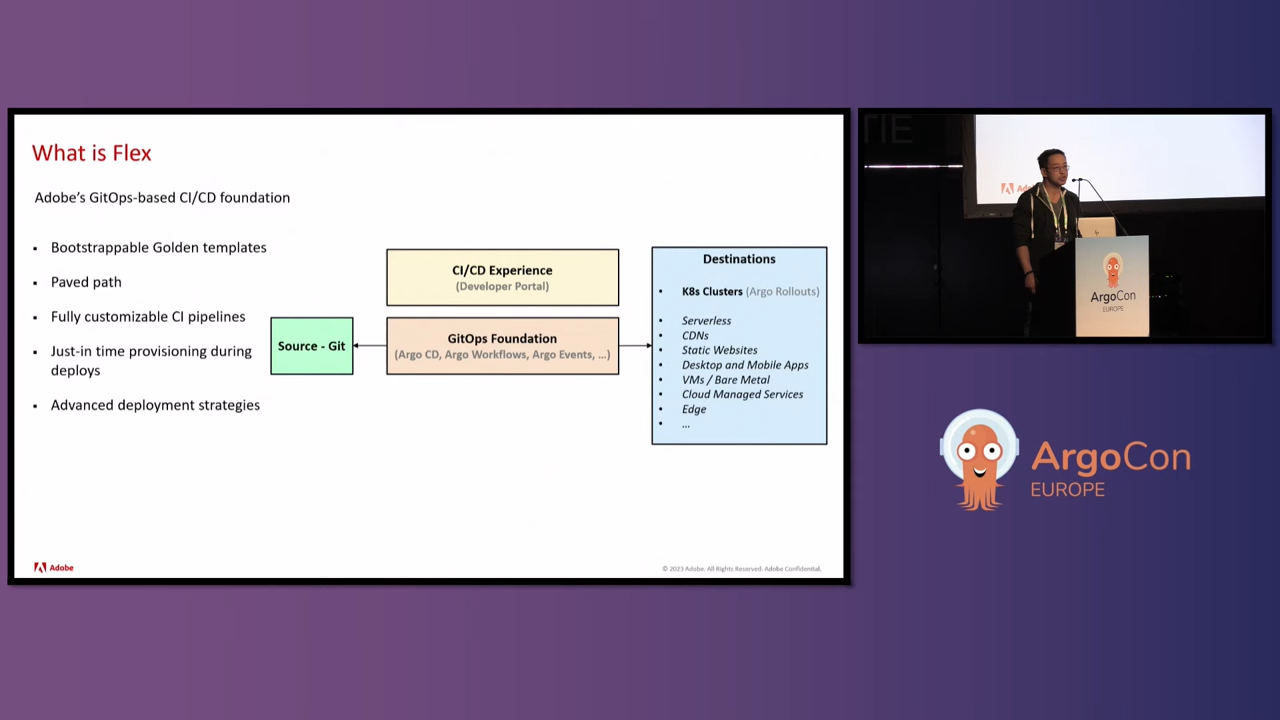 What is Flex
Adobe's GitOps-based CI/CD foundation
▪ Bootstrappable Golden templates
▪ Paved path
▪ Fully customizable CI pipelines
▪ Just-in time provisioning during
deploys
▪ Advanced deployment strategies
Source - Git
CI/CD Experience
(Developer Portal)
GitOps Foundation
(Argo CD, Argo Workflows, Argo Events, ...)
Destinations
• K8s Clusters (Argo Rollouts)
• Serverless
• CDNs
• Static Websites
• Desktop and Mobile Apps
• VMs / Bare Metal
• Cloud Managed Services
• Edge
• ...
Adobe
© 2023 Adobe. All Rights Reserved. Adobe Confidential.
ArgoCon
EUROPE
ArgoCon
EUROPE